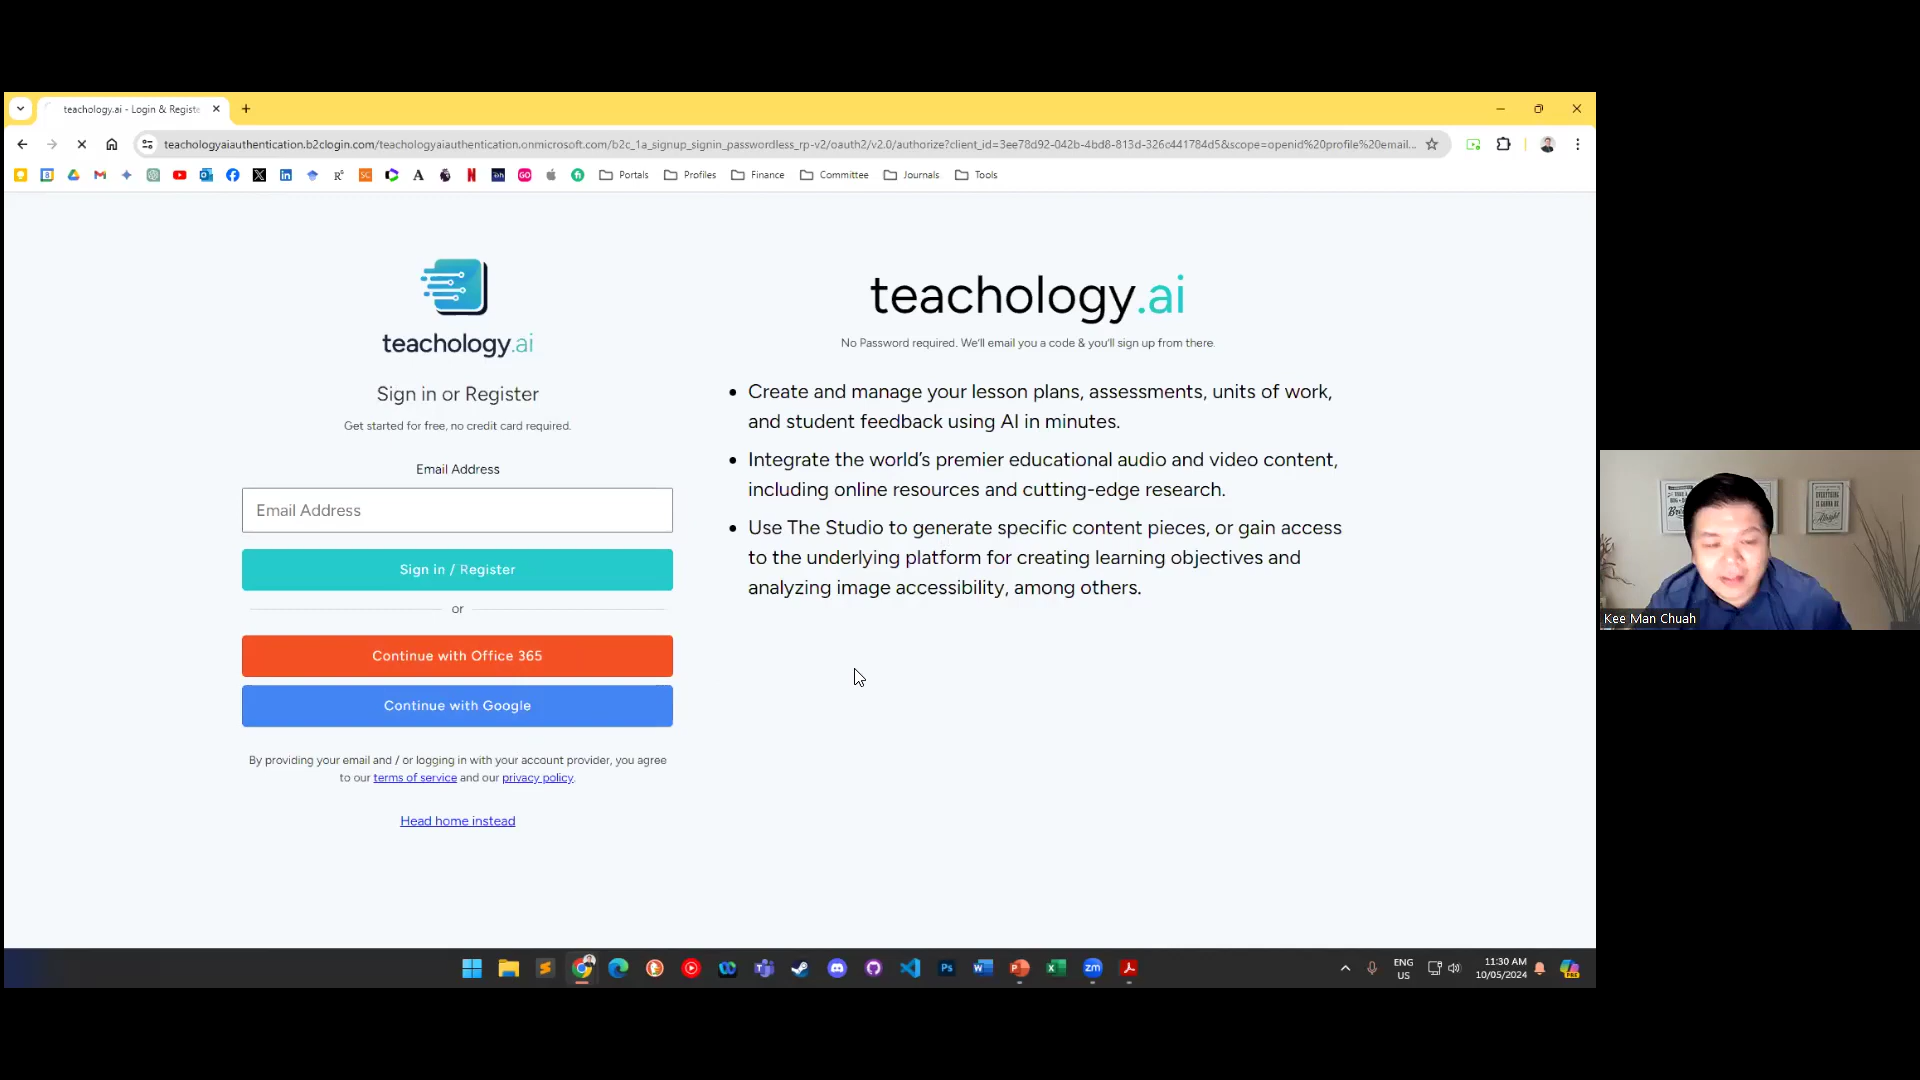 teachology.ai - Login & Registe
teachologyaiauthentication.b2clogin.com/teachologyaiauthentication.onmicrosoft.com/b2c_1a_signup_signin_passwordless_rp-v2/oauth2/v2.0/authorize?client_id=3ee78d92-042b-4bd8-813d-326c441784d5&scope=openid%20profile%20email...
Portals Profiles Finance Committee Journals Tools
teachology.ai
Sign in or Register
Get started for free, no credit card required.
Email Address
Email Address
Sign in / Register
or
Continue with Office 365
Continue with Google
By providing your email and / or logging in with your account provider, you agree
to our terms of service and our privacy policy.
Head home instead
teachology.ai
No Password required. We'll email you a code & you'll sign up from there.
• Create and manage your lesson plans, assessments, units of work,
and student feedback using AI in minutes.
• Integrate the world's premier educational audio and video content,
including online resources and cutting-edge research.
• Use The Studio to generate specific content pieces, or gain access
to the underlying platform for creating learning objectives and
analyzing image accessibility, among others.
Kee Man Chuah
ENG
US
11:30 AM
10/05/2024